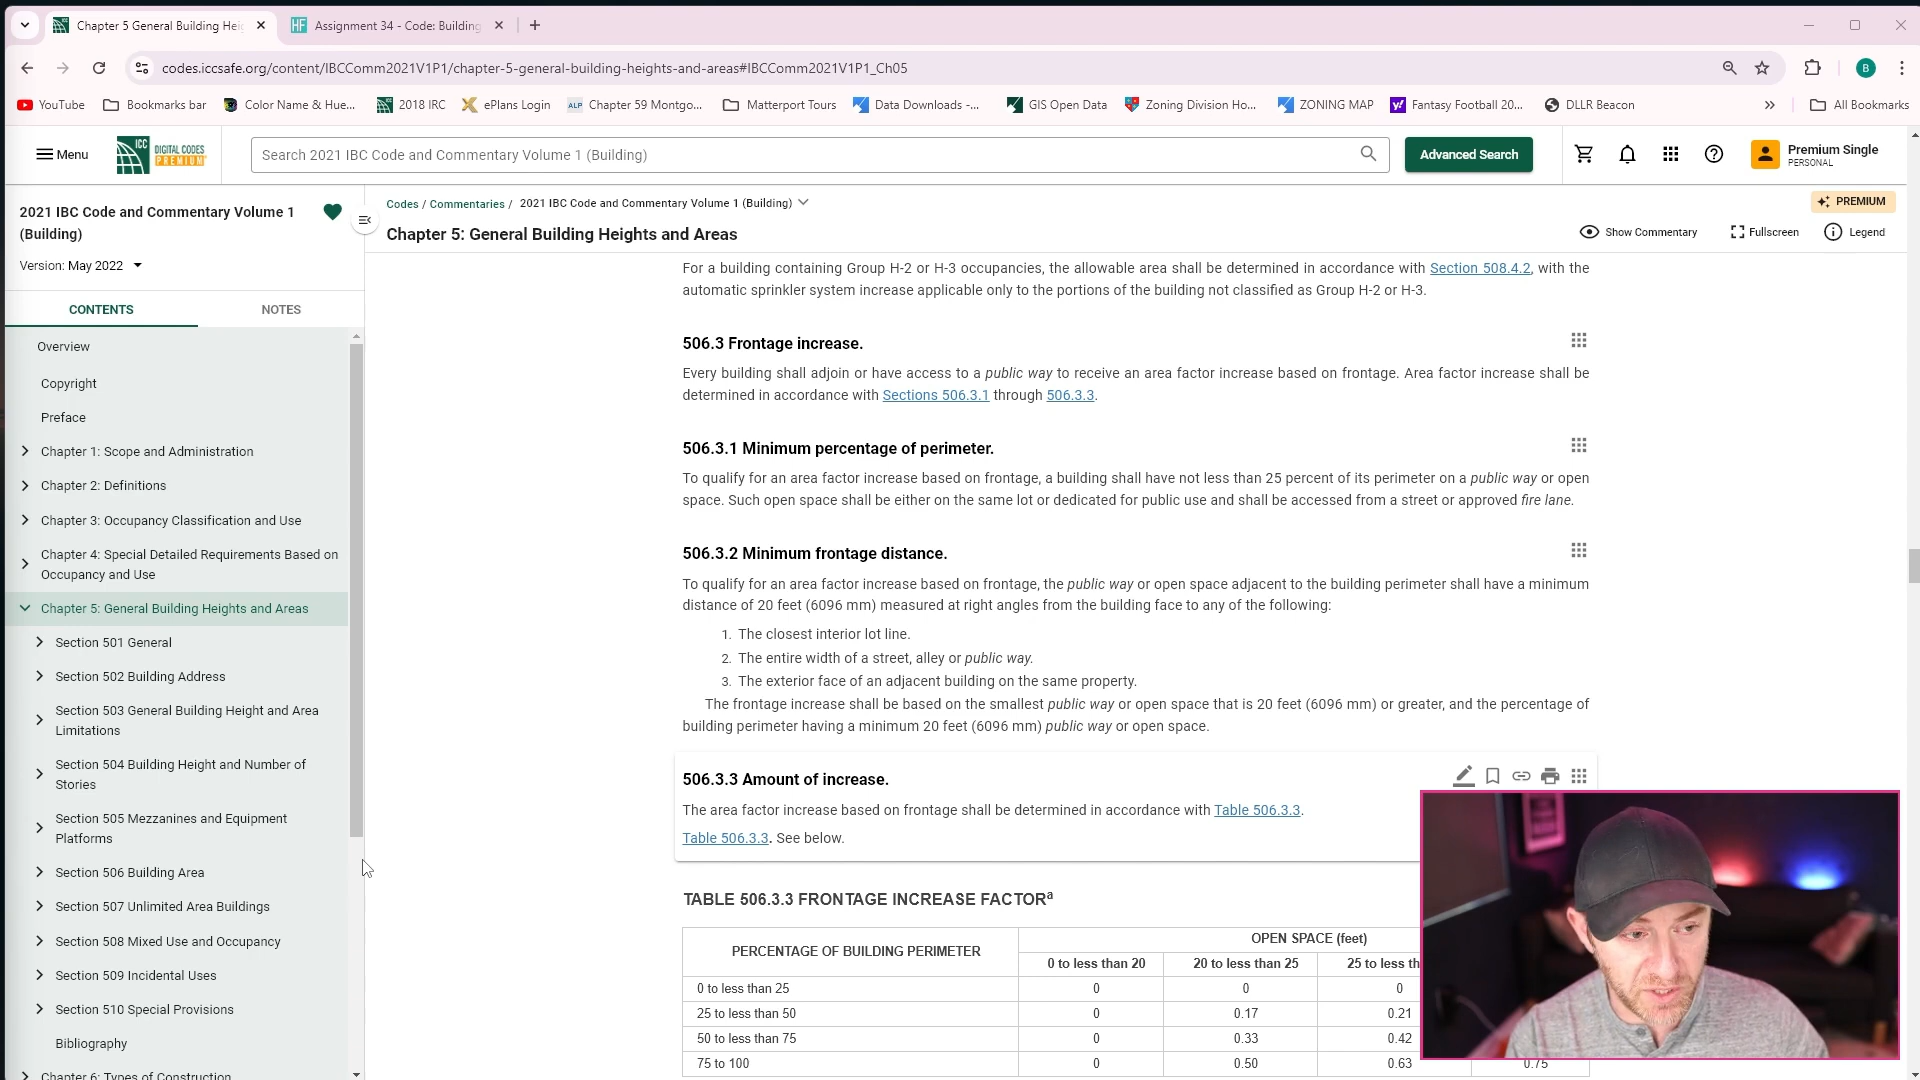 Chapter 5 General Building Hei
Assignment 34 - Code: Building
codes.iccsafe.org/content/IBCComm2021V1P1/chapter-5-general-building-heights-and-areas#IBCComm2021V1P1_Ch05
B
YouTube
Bookmarks bar
Color Name & Hue...
2018 IRC
ePlans Login
ALP
Chapter 59 Montgo...
Matterport Tours
Data Downloads -...
GIS Open Data
Zoning Division Ho...
ZONING MAP
Fantasy Football 20...
DLLR Beacon
All Bookmarks
Menu
ICC
DIGITAL CODES
PREMIUM
Search 2021 IBC Code and Commentary Volume 1 (Building)
Advanced Search
Premium Single
PERSONAL
2021 IBC Code and Commentary Volume 1
(Building)
Version: May 2022
CONTENTS
NOTES
Overview
Copyright
Preface
Chapter 1: Scope and Administration
Chapter 2: Definitions
Chapter 3: Occupancy Classification and Use
Chapter 4: Special Detailed Requirements Based on
Occupancy and Use
Chapter 5: General Building Heights and Areas
Section 501 General
Section 502 Building Address
Section 503 General Building Height and Area
Limitations
Section 504 Building Height and Number of
Stories
Section 505 Mezzanines and Equipment
Platforms
Section 506 Building Area
Section 507 Unlimited Area Buildings
Section 508 Mixed Use and Occupancy
Section 509 Incidental Uses
Section 510 Special Provisions
Bibliography
Chapter 6: Types of Construction
Codes / Commentaries / 2021 IBC Code and Commentary Volume 1 (Building)
PREMIUM
Chapter 5: General Building Heights and Areas
Show Commentary
Fullscreen
Legend
For a building containing Group H-2 or H-3 occupancies, the allowable area shall be determined in accordance with Section 508.4.2, with the
automatic sprinkler system increase applicable only to the portions of the building not classified as Group H-2 or H-3.
506.3 Frontage increase.
Every building shall adjoin or have access to a public way to receive an area factor increase based on frontage. Area factor increase shall be
determined in accordance with Sections 506.3.1 through 506.3.3.
506.3.1 Minimum percentage of perimeter.
To qualify for an area factor increase based on frontage, a building shall have not less than 25 percent of its perimeter on a public way or open
space. Such open space shall be either on the same lot or dedicated for public use and shall be accessed from a street or approved fire lane.
506.3.2 Minimum frontage distance.
To qualify for an area factor increase based on frontage, the public way or open space adjacent to the building perimeter shall have a minimum
distance of 20 feet (6096 mm) measured at right angles from the building face to any of the following:
1. The closest interior lot line.
2. The entire width of a street, alley or public way.
3. The exterior face of an adjacent building on the same property.
The frontage increase shall be based on the smallest public way or open space that is 20 feet (6096 mm) or greater, and the percentage of
building perimeter having a minimum 20 feet (6096 mm) public way or open space.
506.3.3 Amount of increase.
The area factor increase based on frontage shall be determined in accordance with Table 506.3.3.
Table 506.3.3. See below.
TABLE 506.3.3 FRONTAGE INCREASE FACTORa
PERCENTAGE OF BUILDING PERIMETER
OPEN SPACE (feet)
0 to less than 20
20 to less than 25
25 to less th
0 to less than 25 0 0 0
25 to less than 50 0 0.17 0.21
50 to less than 75 0 0.33 0.42
75 to 100 0 0.50 0.63 0.75